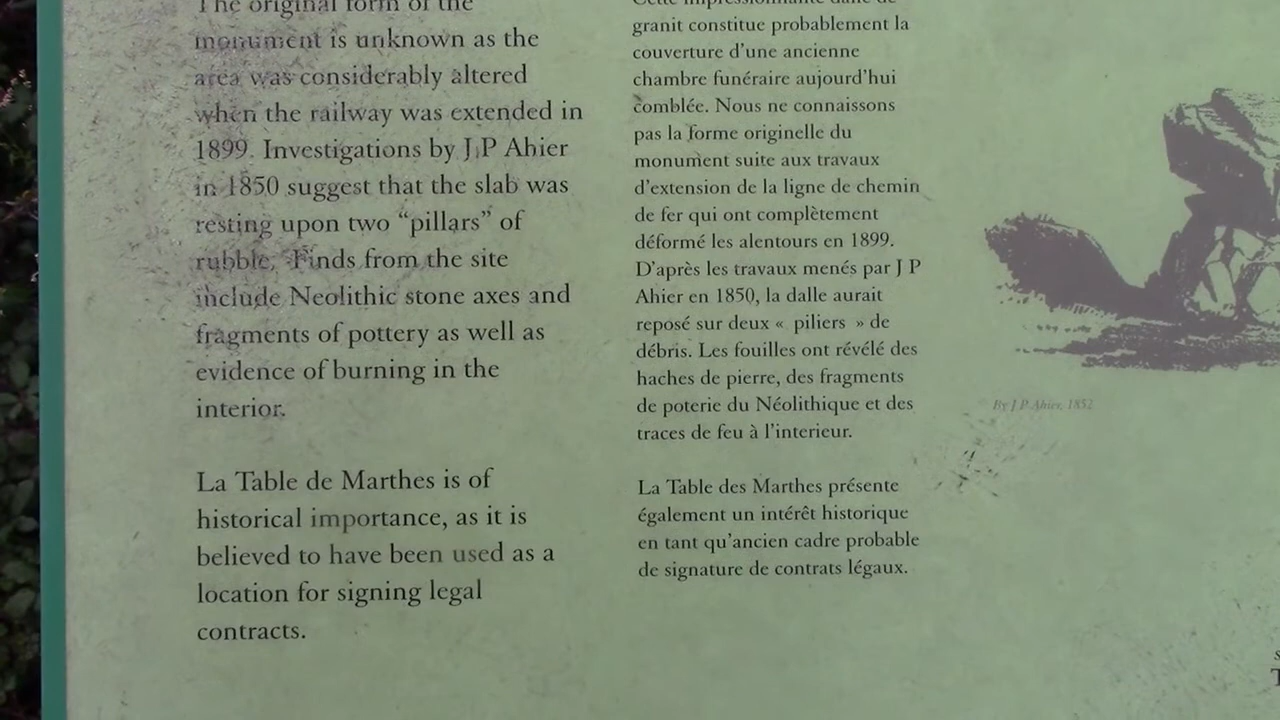 The original form of the
monument is unknown as the
area was considerably altered
when the railway was extended in
1899. Investigations by J.P Ahier
in 1850 suggest that the slab was
resting upon two “pillars” of
rubble. Finds from the site
include Neolithic stone axes and
fragments of pottery as well as
evidence of burning in the
interior.
La Table de Marthes is of
historical importance, as it is
believed to have been used as a
location for signing legal
contracts.
Cette impressionnante dalle de
granit constitue probablement la
couverture d’une ancienne
chambre funéraire aujourd’hui
comblée. Nous ne connaissons
pas la forme originelle du
monument suite aux travaux
d’extension de la ligne de chemin
de fer qui ont complètement
déformé les alentours en 1899.
D’après les travaux menés par J P
Ahier en 1850, la dalle aurait
reposé sur deux « piliers » de
débris. Les fouilles ont révélé des
haches de pierre, des fragments
de poterie du Néolithique et des
traces de feu à l’interieur.
La Table des Marthes présente
également un intérêt historique
en tant qu’ancien cadre probable
de signature de contrats légaux.
By J P Ahier, 1852